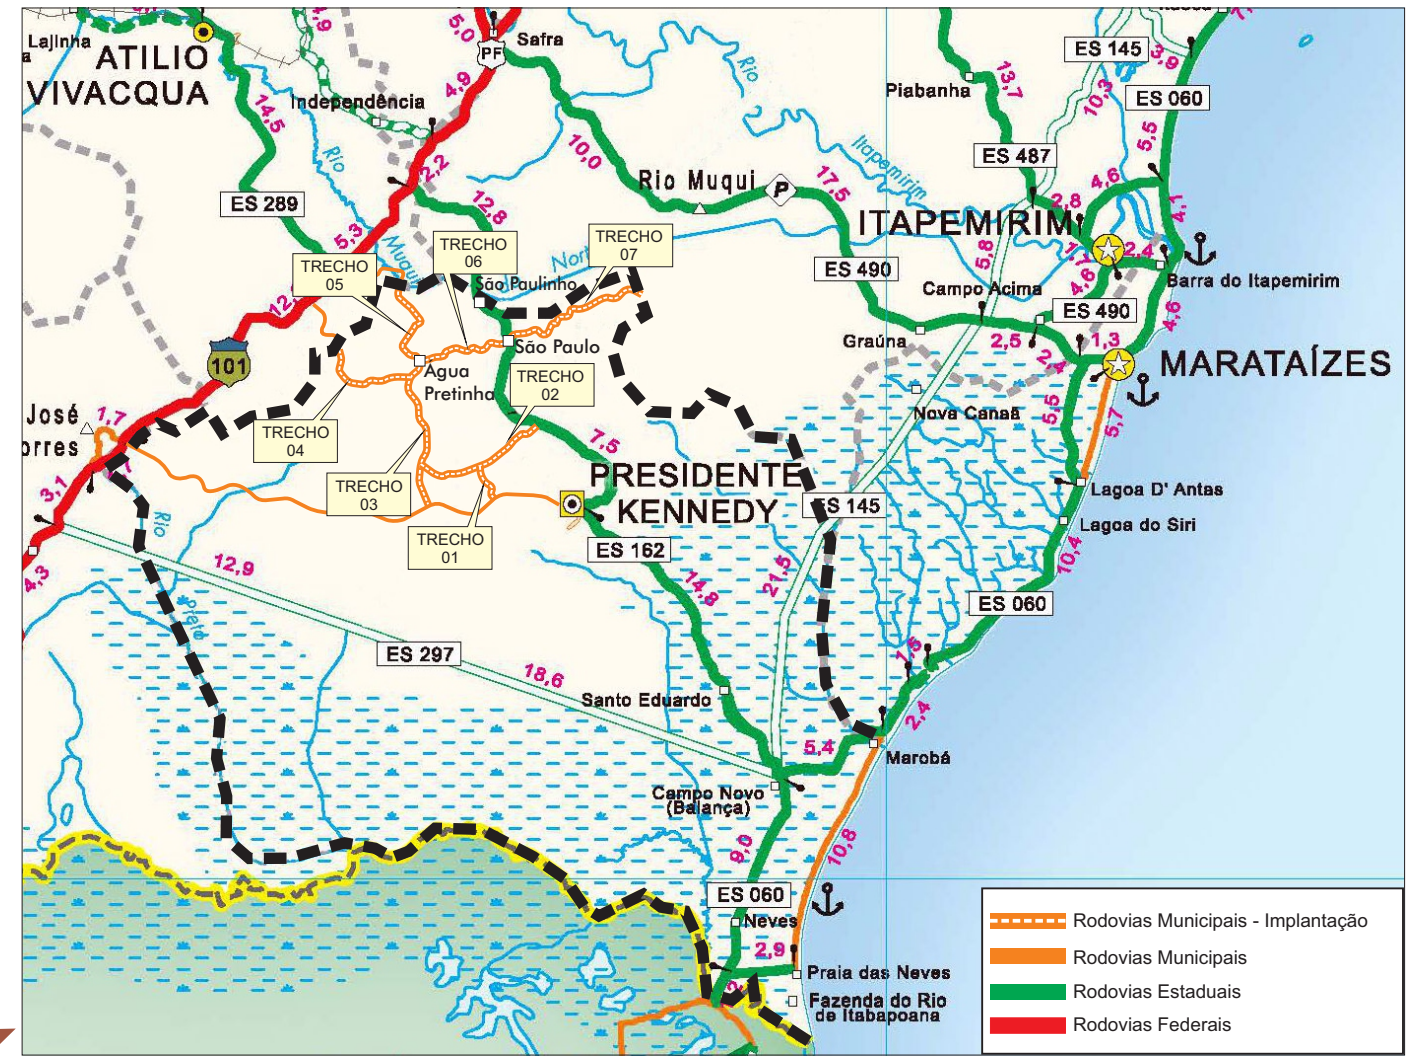 Lajinha
ATILIO
VIVACQUA
Independência
14,5
4,9
5,0
PF
Safra
4,9
Piabanha
13,7
ES 145
3,9
10,3
ES 060
5,5
Rio
Itapemirim
ES 487
10,0
Rio Muqui
P
17,5
2,2
12,8
Rio
ES 289
5,3
Muqui
TRECHO
05
TRECHO
06
TRECHO
07
São Paulinho
ES 490
ITAPEMIRIM
2,8
4,6
4,1
2,4
4,6
5,8
Barra do Itapemirim
Campo Acima
ES 490
4,6
Graúna
2,5
2,4
1,3
MARATAÍZES
101
São Paulo
Água
Pretinha
TRECHO
02
TRECHO
04
TRECHO
03
TRECHO
01
José
1,7
3,1
4,3
7,5
PRESIDENTE
KENNEDY
ES 162
Nova Canaã
5,5
5,7
ES 145
Lagoa D' Antas
Lagoa do Siri
10,4
ES 060
21,5
14,8
Rio
Preto
12,9
ES 297
18,6
Santo Eduardo
1,5
2,4
5,4
Marobá
Campo Novo
(Balança)
9,0
10,8
ES 060
Neves
2,9
Praia das Neves
Fazenda do Rio
de Itabapoana
Rodovias Municipais - Implantação
Rodovias Municipais
Rodovias Estaduais
Rodovias Federais